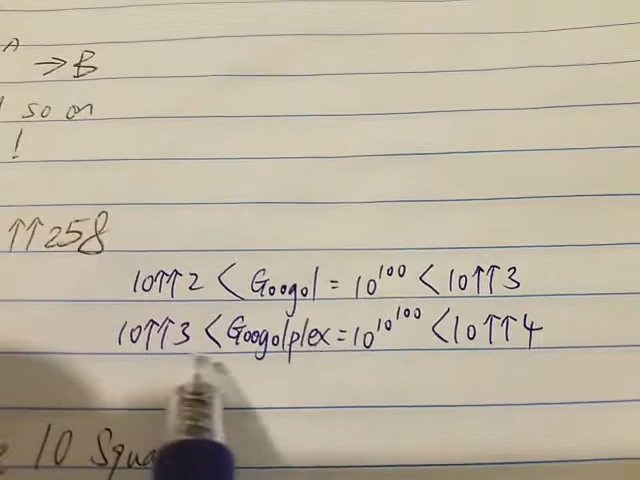 A
→B
so on
!
↑↑258
10↑↑2 < Googol = 10^100 < 10↑↑3
10↑↑3 < Googolplex = 10^10^100 < 10↑↑4
10